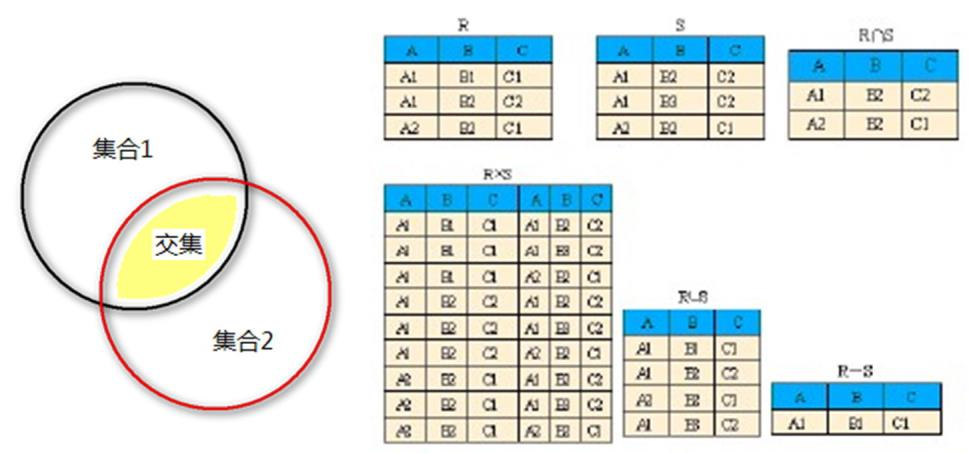 集合1
交集
集合2
R
A B C
A1 B1 C1
A1 B2 C2
A2 B2 C1
S
A B C
A1 B2 C2
A1 B3 C2
A2 B2 C1
R∩S
A B C
A1 B2 C2
A2 B2 C1
R×S
A B C A B C
A1 B1 C1 A1 B2 C2
A1 B1 C1 A1 B3 C2
A1 B1 C1 A2 B2 C1
A1 B2 C2 A1 B2 C2
A1 B2 C2 A1 B3 C2
A1 B2 C2 A2 B2 C1
A2 B2 C1 A1 B2 C2
A2 B2 C1 A1 B3 C2
A2 B2 C1 A2 B2 C1
R∪S
A B C
A1 B1 C1
A1 B2 C2
A2 B2 C1
A1 B3 C2
R－S
A B C
A1 B1 C1